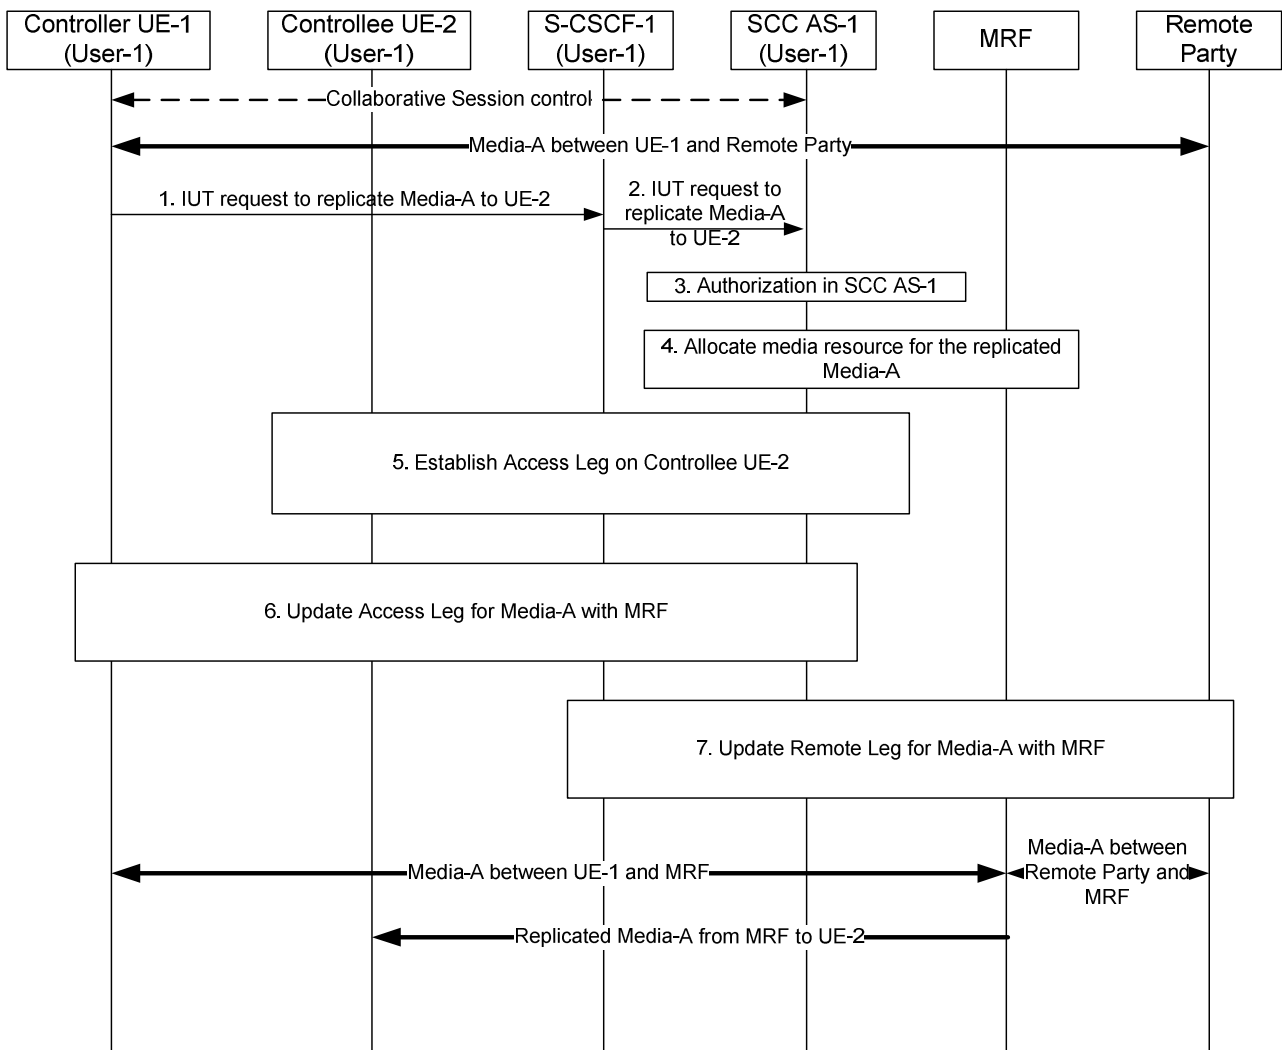 Controller UE-1
(User-1)
Controllee UE-2
(User-1)
S-CSCF-1
(User-1)
SCC AS-1
(User-1)
MRF
Remote
Party
Collaborative Session control
Media-A between UE-1 and Remote Party
1. IUT request to replicate Media-A to UE-2
2. IUT request to
replicate Media-A
to UE-2
3. Authorization in SCC AS-1
4. Allocate media resource for the replicated
Media-A
5. Establish Access Leg on Controllee UE-2
6. Update Access Leg for Media-A with MRF
7. Update Remote Leg for Media-A with MRF
Media-A between UE-1 and MRF
Media-A between
Remote Party and
MRF
Replicated Media-A from MRF to UE-2